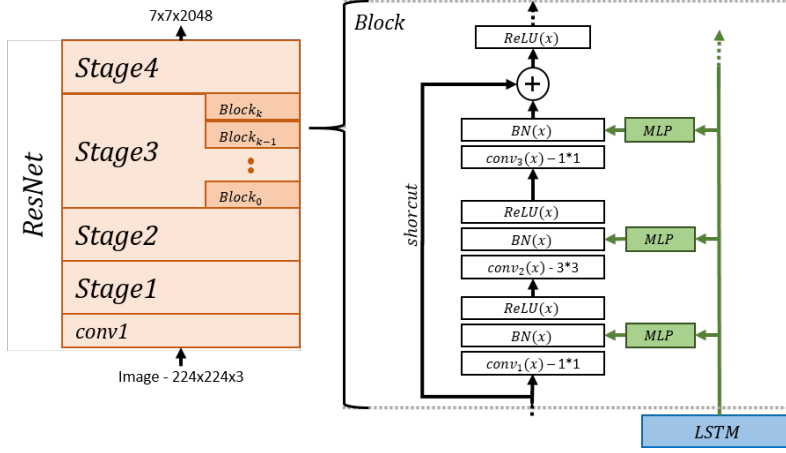 7x7x2048
ResNet
Stage4
Stage3
Block_k
Block_{k-1}
Block_0
Stage2
Stage1
conv1
Image - 224x224x3
Block
ReLU(x)
+
BN(x)
MLP
conv_3(x) – 1*1
shorcut
ReLU(x)
BN(x)
MLP
conv_2(x) - 3*3
ReLU(x)
BN(x)
MLP
conv_1(x) – 1*1
LSTM